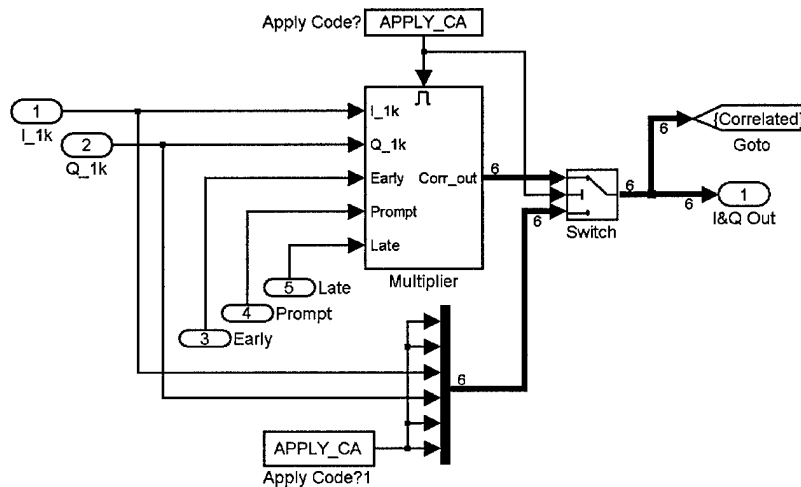 Apply Code? APPLY_CA
1
I_1k
2
Q_1k
I_1k
Q_1k
Early
Prompt
Late
Corr_out
Multiplier
5 Late
4 Prompt
3 Early
6
6
Switch
6
6
6
{Correlated}
Goto
1
I&Q Out
6
APPLY_CA
Apply Code?1